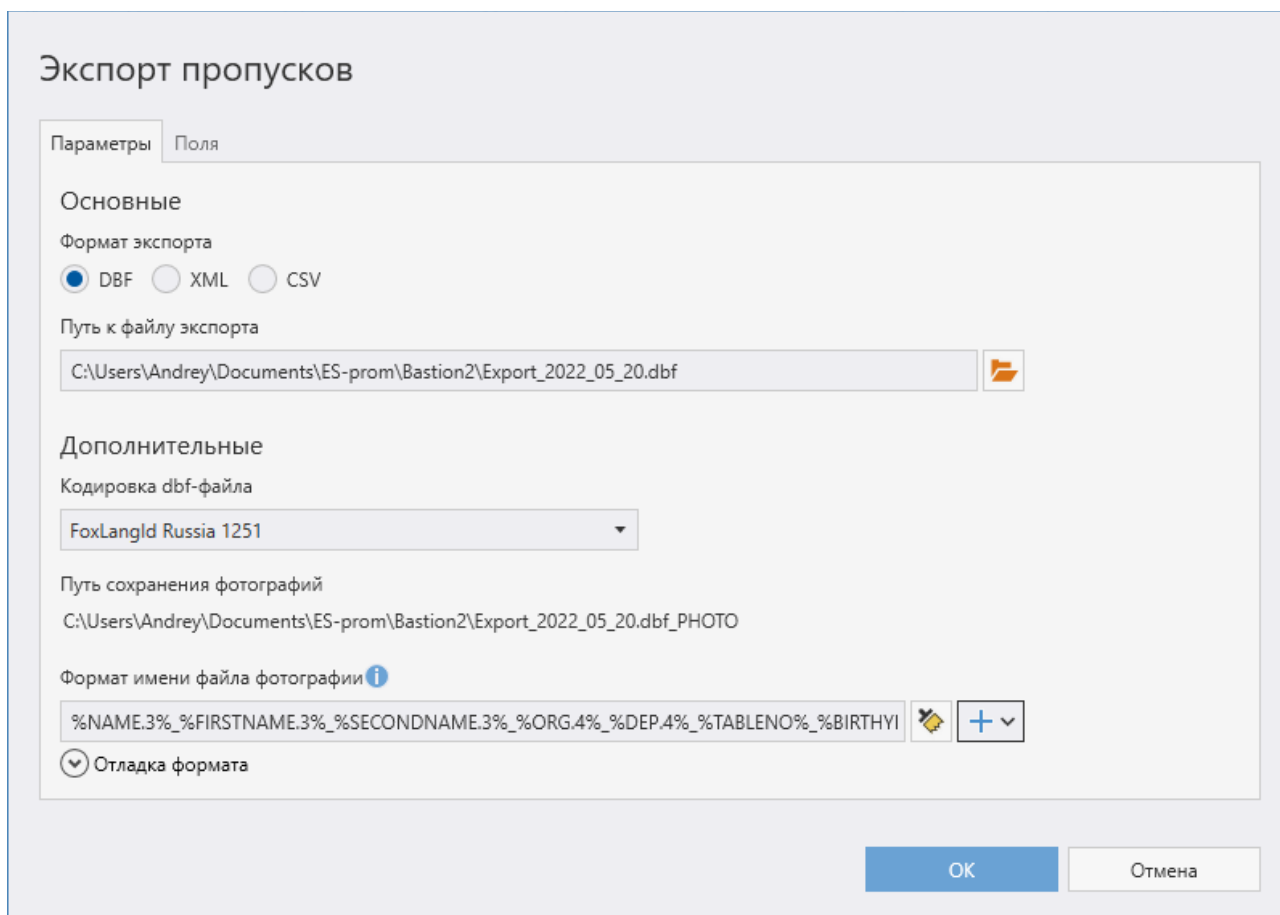 Экспорт пропусков
Параметры Поля
Основные
Формат экспорта
DBF XML CSV
Путь к файлу экспорта
C:\Users\Andrey\Documents\ES-prom\Bastion2\Export_2022_05_20.dbf
Дополнительные
Кодировка dbf-файла
FoxLangId Russia 1251
Путь сохранения фотографий
C:\Users\Andrey\Documents\ES-prom\Bastion2\Export_2022_05_20.dbf_PHOTO
Формат имени файла фотографии
%NAME.3%_%FIRSTNAME.3%_%SECONDNAME.3%_%ORG.4%_%DEP.4%_%TABLENO%_%BIRTHYI
Отладка формата
OK Отмена